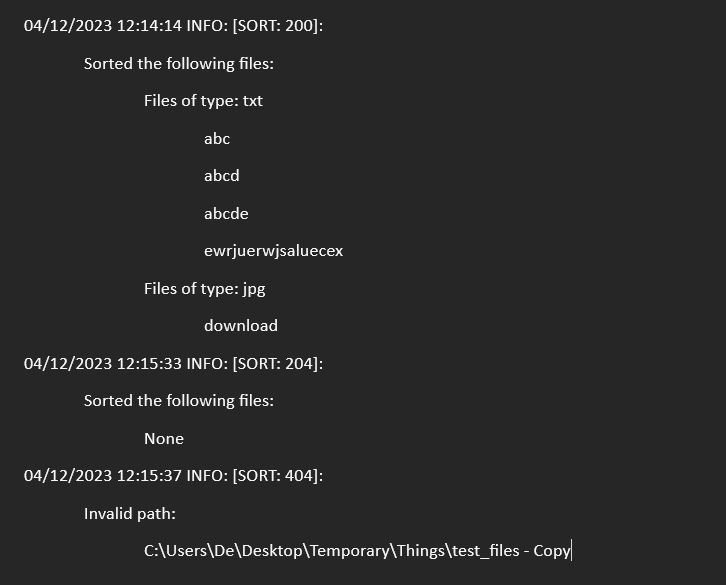 04/12/2023 12:14:14 INFO: [SORT: 200]:
Sorted the following files:
Files of type: txt
abc
abcd
abcde
ewrjuerwjsaluecex
Files of type: jpg
download
04/12/2023 12:15:33 INFO: [SORT: 204]:
Sorted the following files:
None
04/12/2023 12:15:37 INFO: [SORT: 404]:
Invalid path:
C:\Users\De\Desktop\Temporary\Things\test_files - Copy